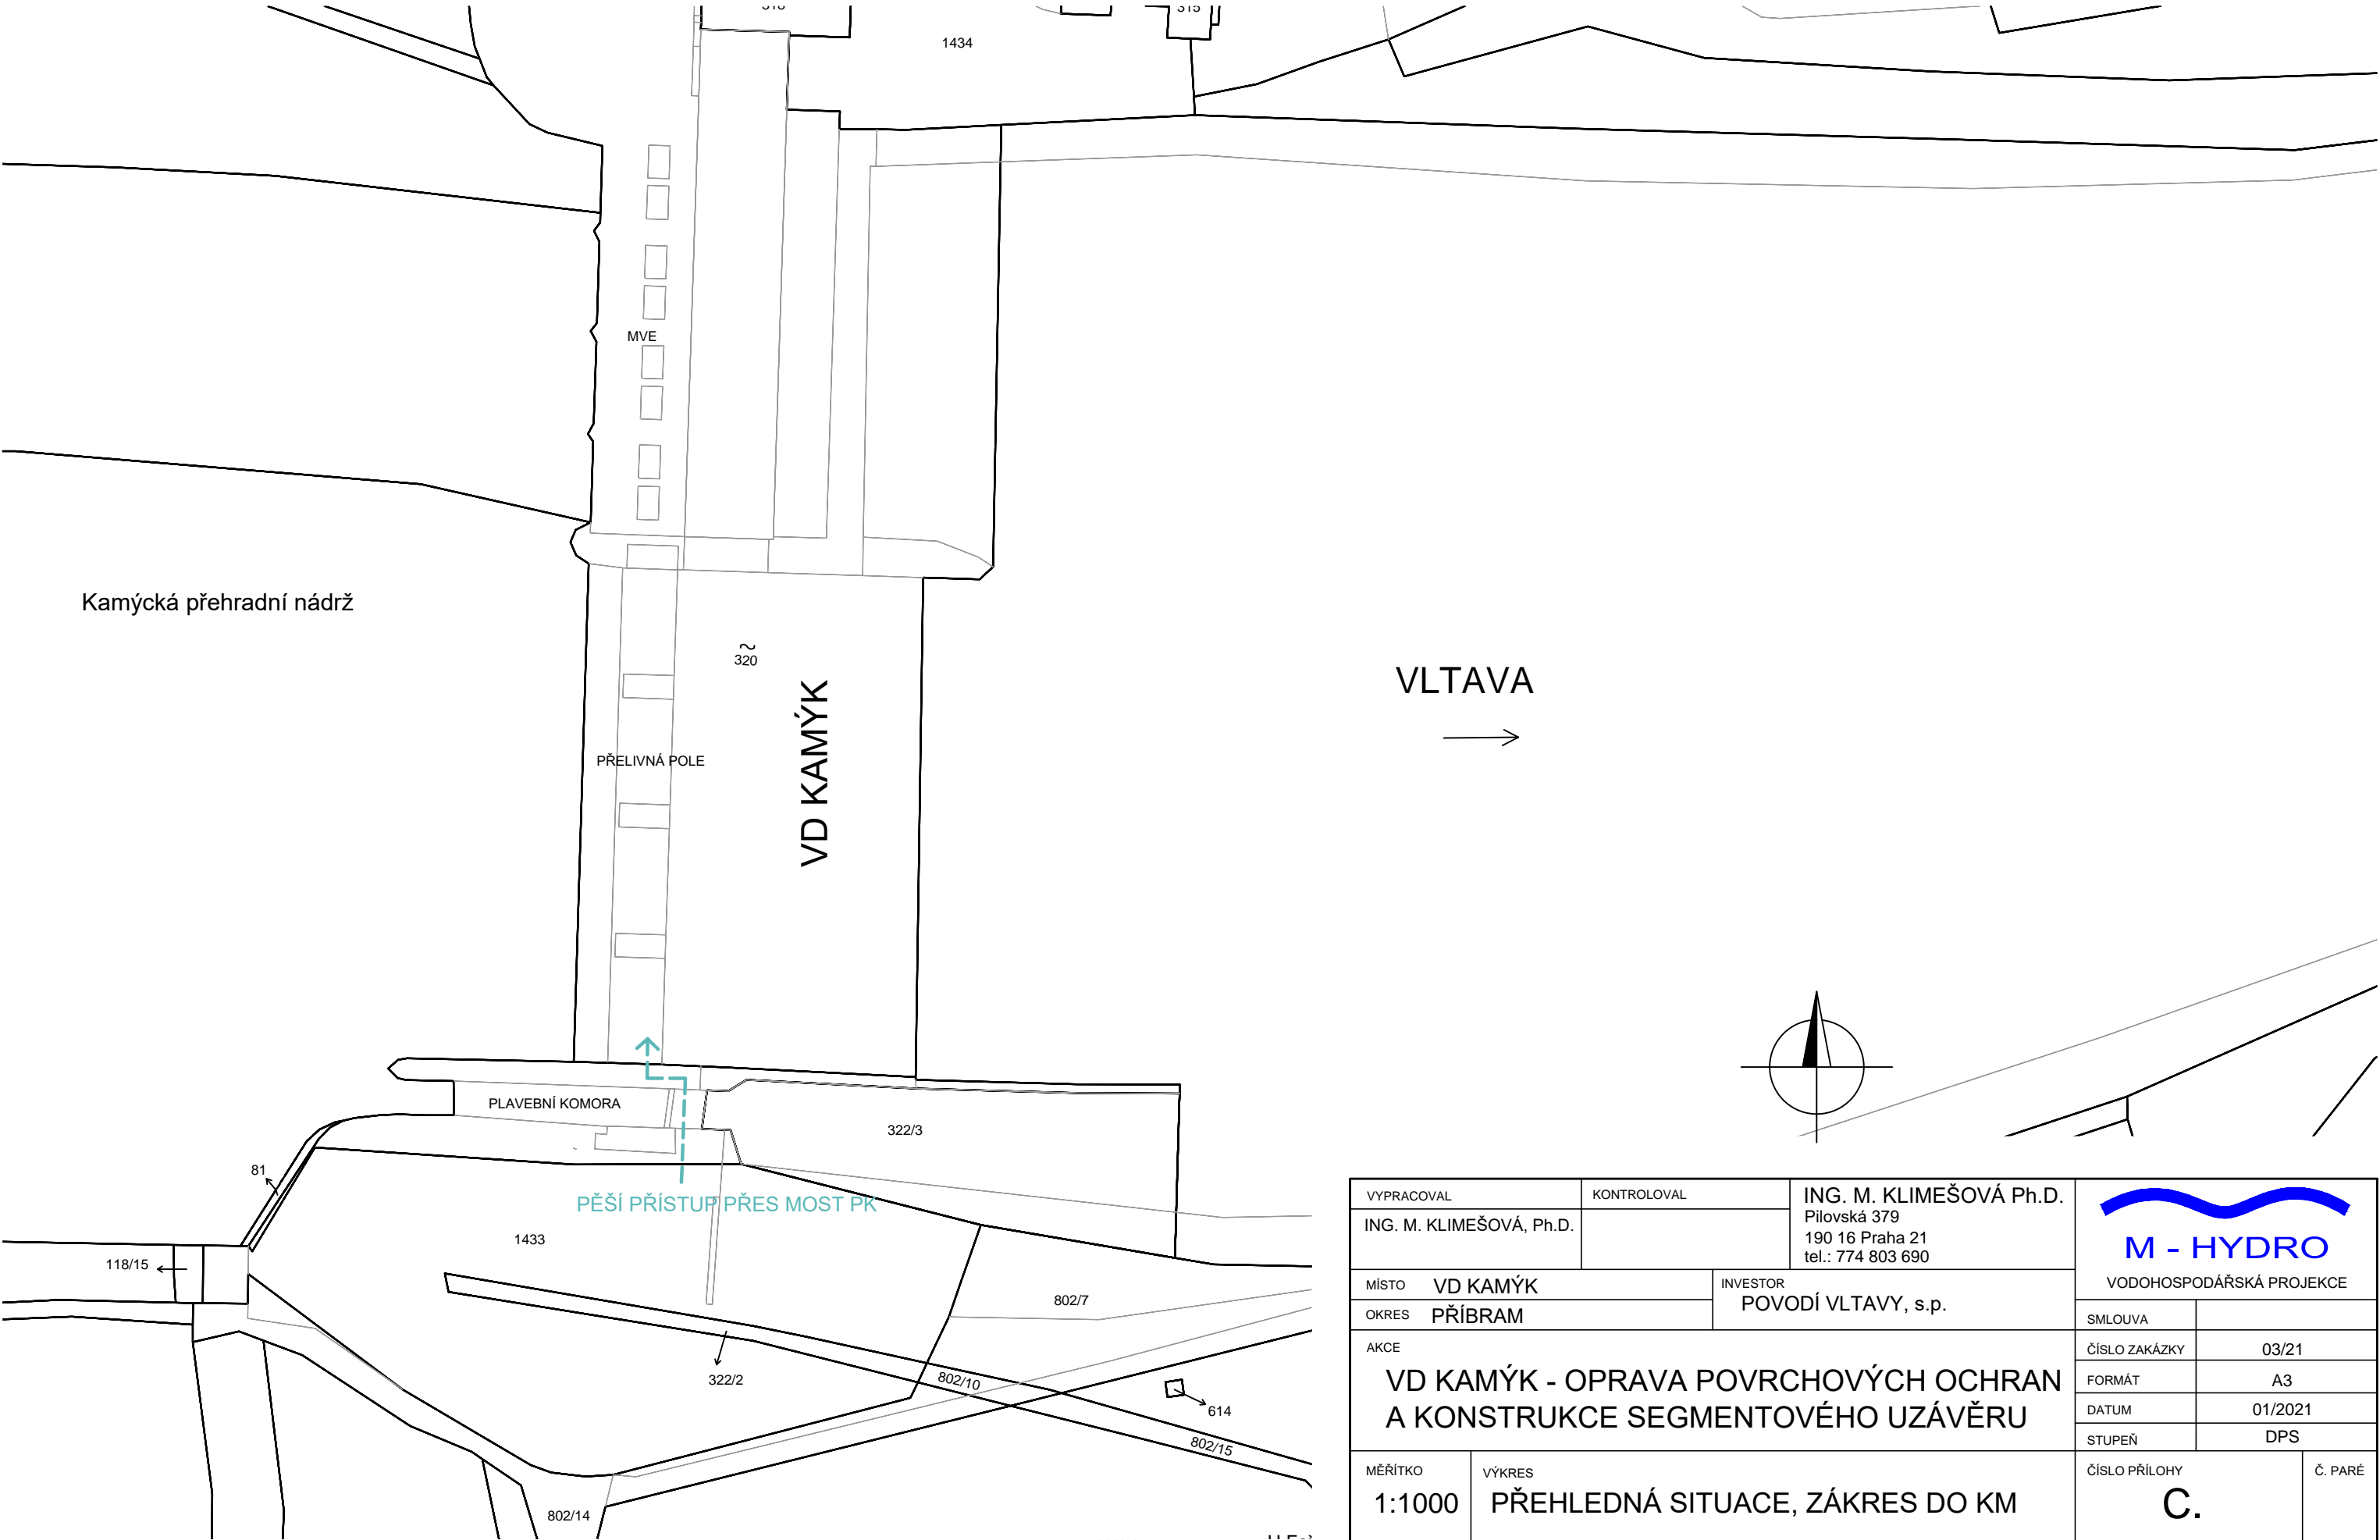 315
1434
MVE
Kamýcká přehradní nádrž
~
320
VD KAMÝK
VLTAVA
PŘELIVNÁ POLE
PLAVEBNÍ KOMORA
322/3
81
PĚŠÍ PŘÍSTUP PŘES MOST PK
1433
118/15
802/7
322/2
802/10
614
802/15
802/14
VYPRACOVAL
KONTROLOVAL
ING. M. KLIMEŠOVÁ Ph.D.
Pilovská 379
190 16 Praha 21
tel.: 774 803 690
ING. M. KLIMEŠOVÁ, Ph.D.
M - HYDRO
VODOHOSPODÁŘSKÁ PROJEKCE
MÍSTO VD KAMÝK
INVESTOR
POVODÍ VLTAVY, s.p.
OKRES PŘÍBRAM
SMLOUVA
AKCE
VD KAMÝK - OPRAVA POVRCHOVÝCH OCHRAN
A KONSTRUKCE SEGMENTOVÉHO UZÁVĚRU
ČÍSLO ZAKÁZKY 03/21
FORMÁT A3
DATUM 01/2021
STUPEŇ DPS
MĚŘÍTKO
1:1000
VÝKRES
PŘEHLEDNÁ SITUACE, ZÁKRES DO KM
ČÍSLO PŘÍLOHY
C.
Č. PARÉ